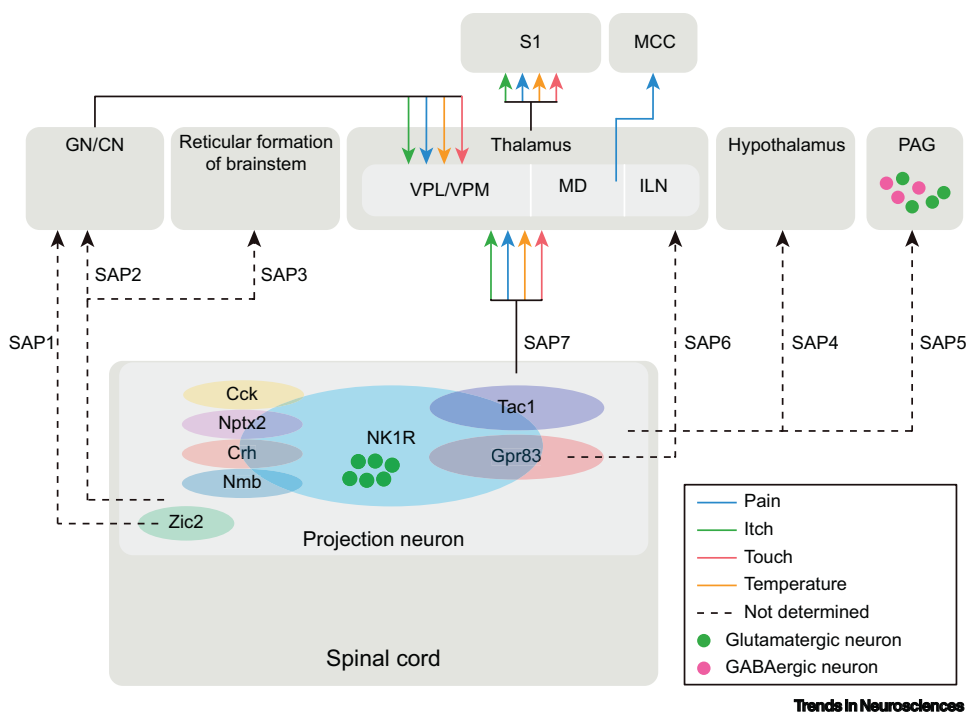 S1
MCC
GN/CN
Reticular formation
of brainstem
Thalamus
Hypothalamus
PAG
VPL/VPM
MD
ILN
SAP2
SAP3
SAP1
SAP7
SAP6
SAP4
SAP5
Cck
Nptx2
Crh
Nmb
Zic2
NK1R
Tac1
Gpr83
Projection neuron
Spinal cord
Pain
Itch
Touch
Temperature
Not determined
Glutamatergic neuron
GABAergic neuron
Trends in Neurosciences